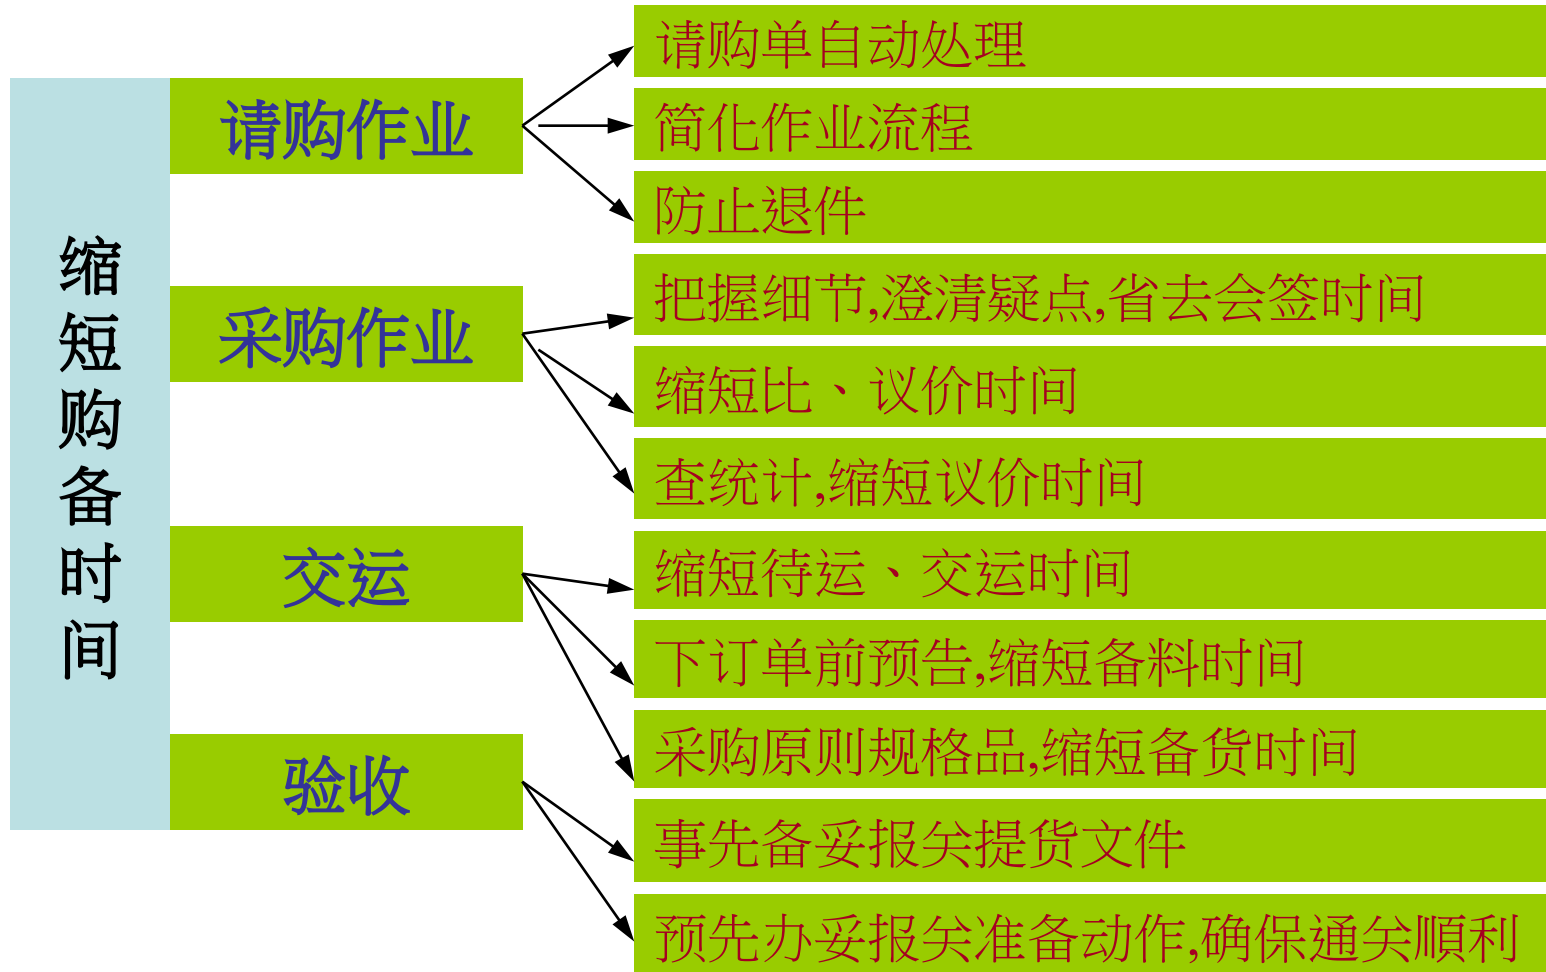 缩短购备时间
请购作业
请购单自动处理
简化作业流程
防止退件
采购作业
把握细节,澄清疑点,省去会签时间
缩短比、议价时间
查统计,缩短议价时间
交运
缩短待运、交运时间
下订单前预告,缩短备料时间
采购原则规格品,缩短备货时间
验收
事先备妥报关提货文件
预先办妥报关准备动作,确保通关順利